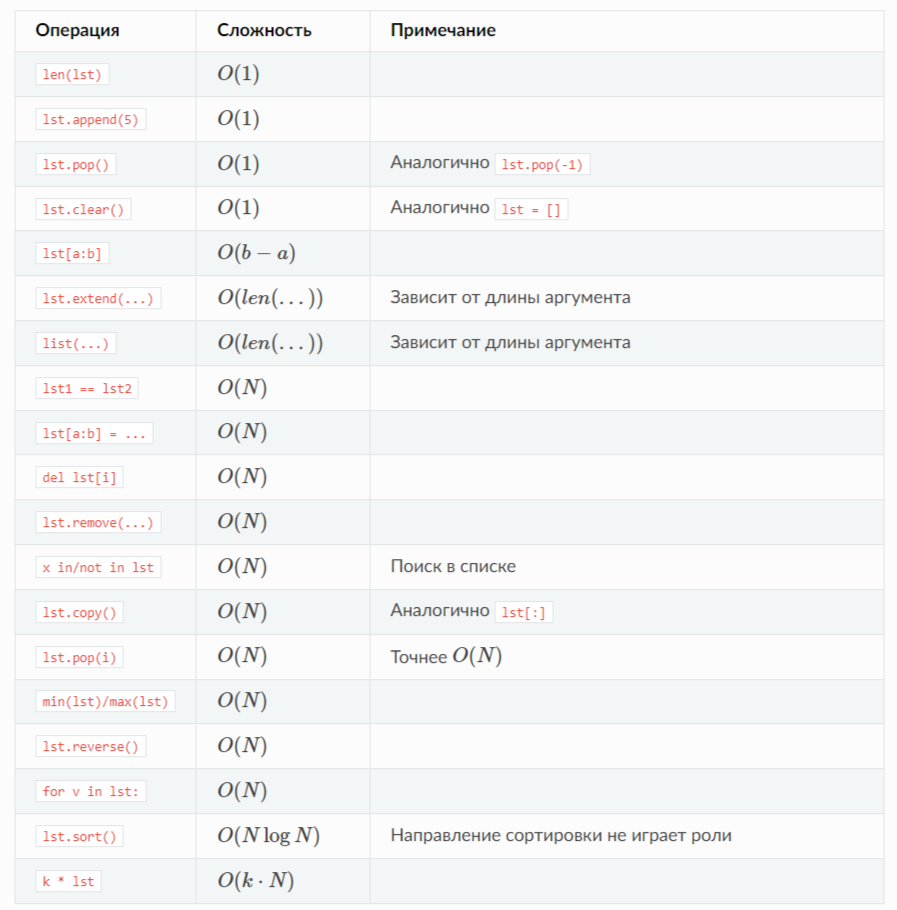 Операция Сложность Примечание
len(lst) O(1)
lst.append(5) O(1)
lst.pop() O(1) Аналогично lst.pop(-1)
lst.clear() O(1) Аналогично lst = []
lst[a:b] O(b − a)
lst.extend(...) O(len(...)) Зависит от длины аргумента
list(...) O(len(...)) Зависит от длины аргумента
lst1 == lst2 O(N)
lst[a:b] = ... O(N)
del lst[i] O(N)
lst.remove(...) O(N)
x in/not in lst O(N) Поиск в списке
lst.copy() O(N) Аналогично lst[:]
lst.pop(i) O(N) Точнее O(N)
min(lst)/max(lst) O(N)
lst.reverse() O(N)
for v in lst: O(N)
lst.sort() O(N log N) Направление сортировки не играет роли
k * lst O(k · N)